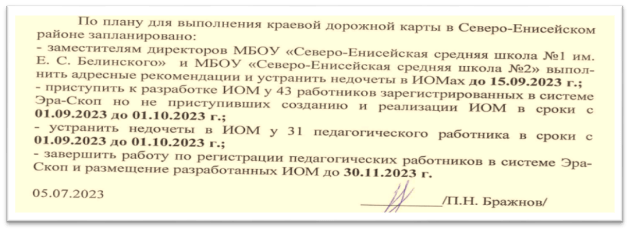 По плану для выполнения краевой дорожной карты в Северо-Енисейском
районе запланировано:
- заместителям директоров МБОУ «Северо-Енисейская средняя школа №1 им.
Е. С. Белинского» и МБОУ «Северо-Енисейская средняя школа №2» выпол-
нить адресные рекомендации и устранить недочеты в ИОМах до 15.09.2023 г.;
- приступить к разработке ИОМ у 43 работников зарегистрированных в системе
Эра-Скоп но не приступивших созданию и реализации ИОМ в сроки с
01.09.2023 до 01.10.2023 г.;
- устранить недочеты в ИОМ у 31 педагогического работника в сроки с
01.09.2023 до 01.10.2023 г.;
- завершить работу по регистрации педагогических работников в системе Эра-
Скоп и размещение разработанных ИОМ до 30.11.2023 г.
05.07.2023 /П.Н. Бражнов/